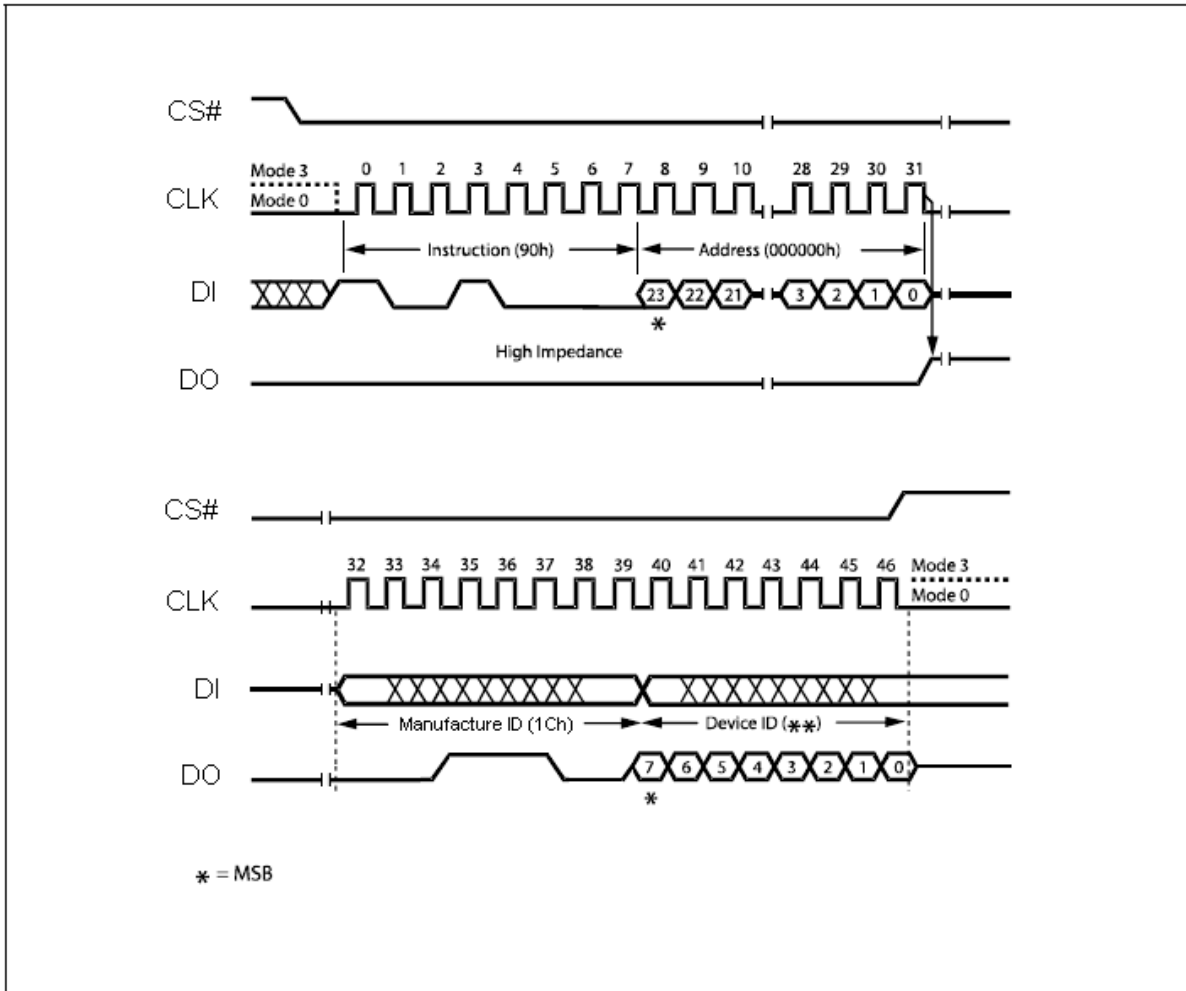 CS#
Mode 3 0 1 2 3 4 5 6 7 8 9 10 28 29 30 31
CLK Mode 0
Instruction (90h) Address (000000h)
DI 23 22 21 3 2 1 0
*
High Impedance
DO
CS#
32 33 34 35 36 37 38 39 40 41 42 43 44 45 46 Mode 3
CLK Mode 0
DI
Manufacture ID (1Ch) Device ID (**)
DO 7 6 5 4 3 2 1 0
*
* = MSB